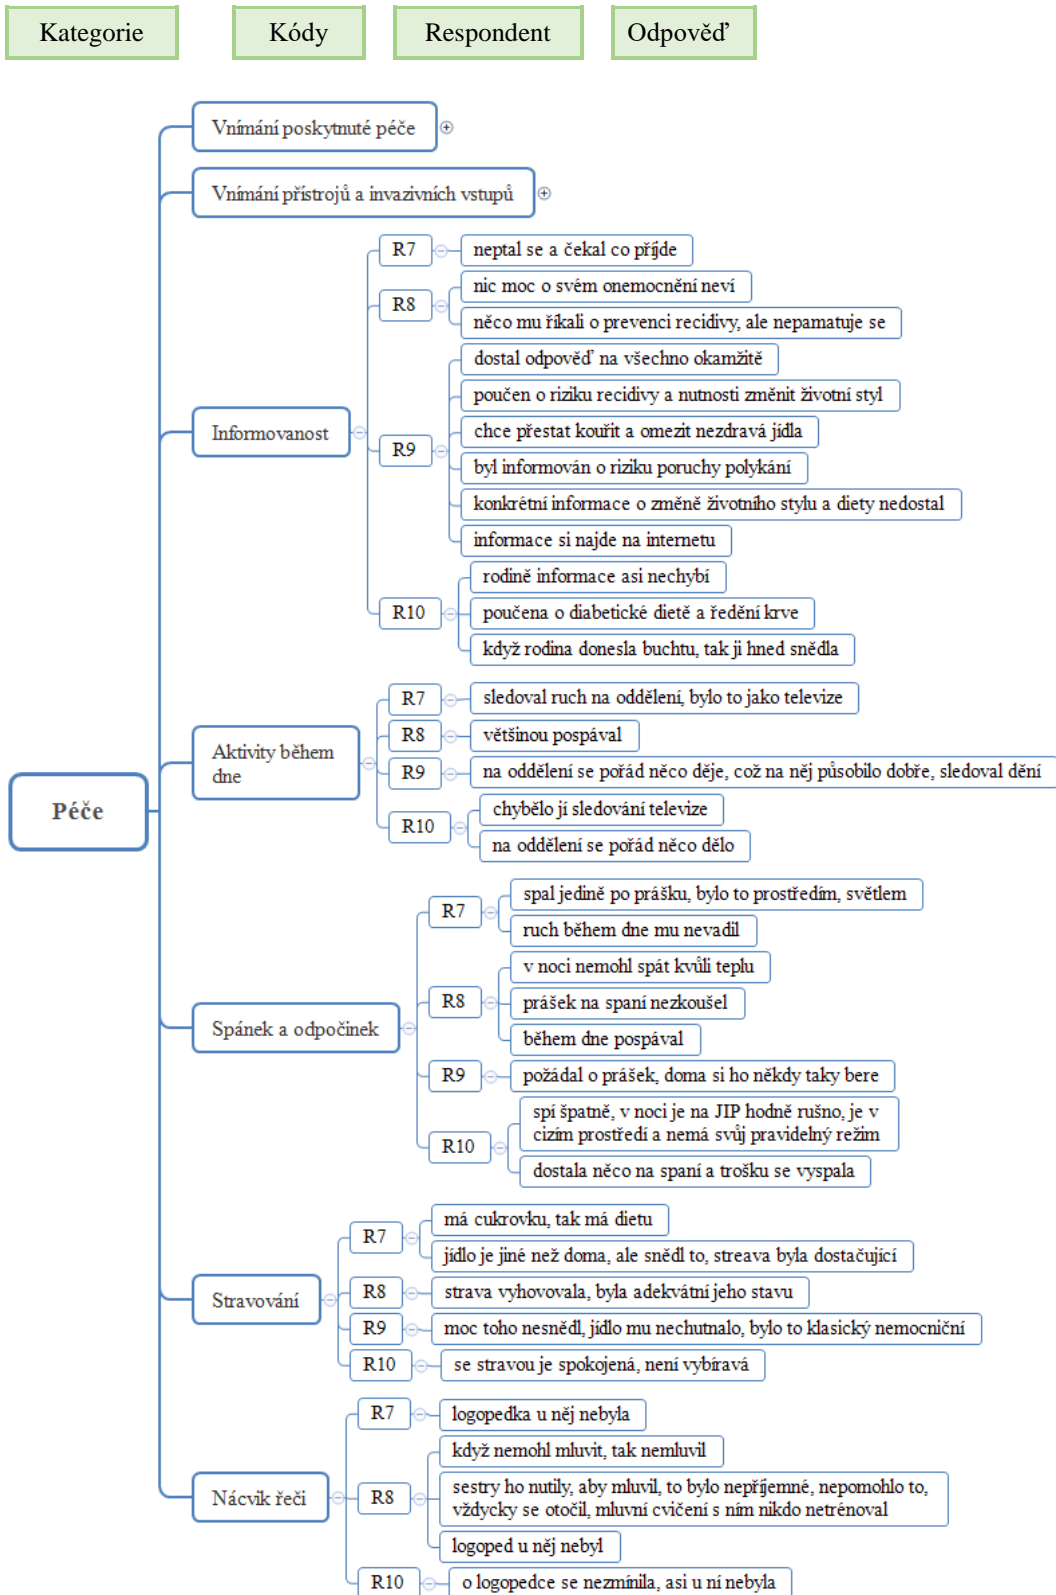 Kategorie
Kódy
Respondent
Odpověď
Vnímání poskytnuté péče
Vnímání přístrojů a invazivních vstupů
Péče
Informovanost
R7
neptal se a čekal co příjde
R8
nic moc o svém onemocnění neví
něco mu říkali o prevenci recidivy, ale nepamatuje se
R9
dostal odpověď na všechno okamžitě
poučen o riziku recidivy a nutnosti změnit životní styl
chce přestat kouřit a omezit nezdravá jídla
byl informován o riziku poruchy polykání
konkrétní informace o změně životního stylu a diety nedostal
informace si najde na internetu
R10
rodině informace asi nechybí
poučena o diabetické dietě a ředění krve
když rodina donesla buchtu, tak ji hned snědla
Aktivity během
dne
R7
sledoval ruch na oddělení, bylo to jako televize
R8
většinou pospával
R9
na oddělení se pořád něco děje, což na něj působilo dobře, sledoval dění
R10
chybělo jí sledování televize
na oddělení se pořád něco dělo
Spánek a odpočinek
R7
spal jedině po prášku, bylo to prostředím, světlem
ruch během dne mu nevadil
R8
v noci nemohl spát kvůli teplu
prášek na spaní nezkoušel
během dne pospával
R9
požádal o prášek, doma si ho někdy taky bere
R10
spí špatně, v noci je na JIP hodně rušno, je v
cizím prostředí a nemá svůj pravidelný režim
dostala něco na spaní a trošku se vyspala
Stravování
R7
má cukrovku, tak má dietu
jídlo je jiné než doma, ale snědl to, streava byla dostačující
R8
strava vyhovovala, byla adekvátní jeho stavu
R9
moc toho nesnědl, jídlo mu nechutnalo, bylo to klasický nemocniční
R10
se stravou je spokojená, není vybíravá
Nácvik řeči
R7
logopedka u něj nebyla
R8
když nemohl mluvit, tak nemluvil
sestry ho nutily, aby mluvil, to bylo nepříjemné, nepomohlo to,
vždycky se otočil, mluvní cvičení s ním nikdo netrénoval
logoped u něj nebyl
R10
o logopedce se nezmínila, asi u ní nebyla